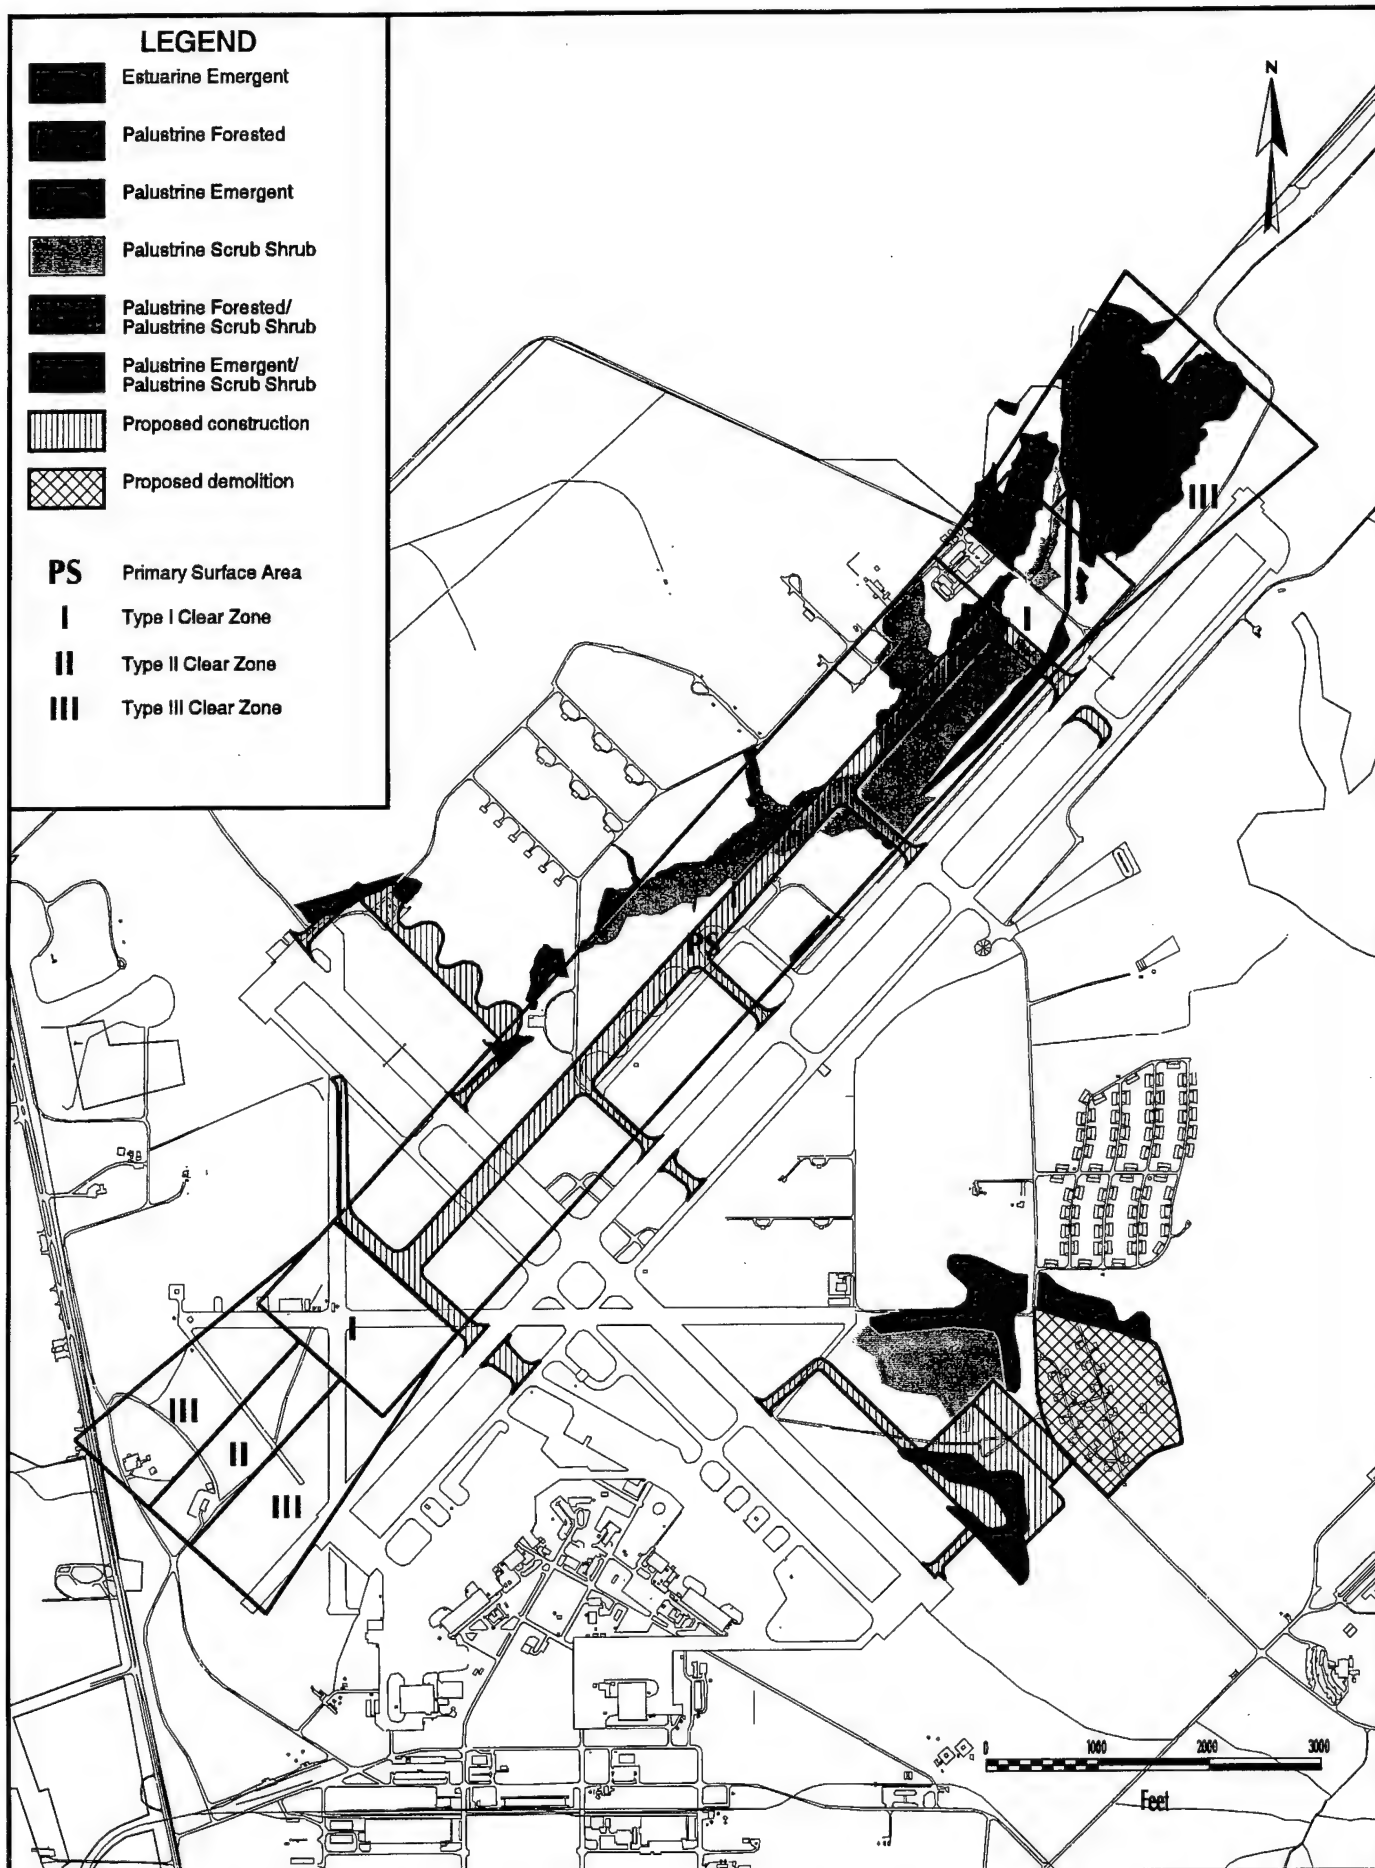 LEGEND
Estuarine Emergent
Palustrine Forested
Palustrine Emergent
Palustrine Scrub Shrub
Palustrine Forested/
Palustrine Scrub Shrub
Palustrine Emergent/
Palustrine Scrub Shrub
Proposed construction
Proposed demolition
PS Primary Surface Area
I Type I Clear Zone
II Type II Clear Zone
III Type III Clear Zone
N
III
I
PS
I
III
II
III
0 1000 2000 3000
Feet